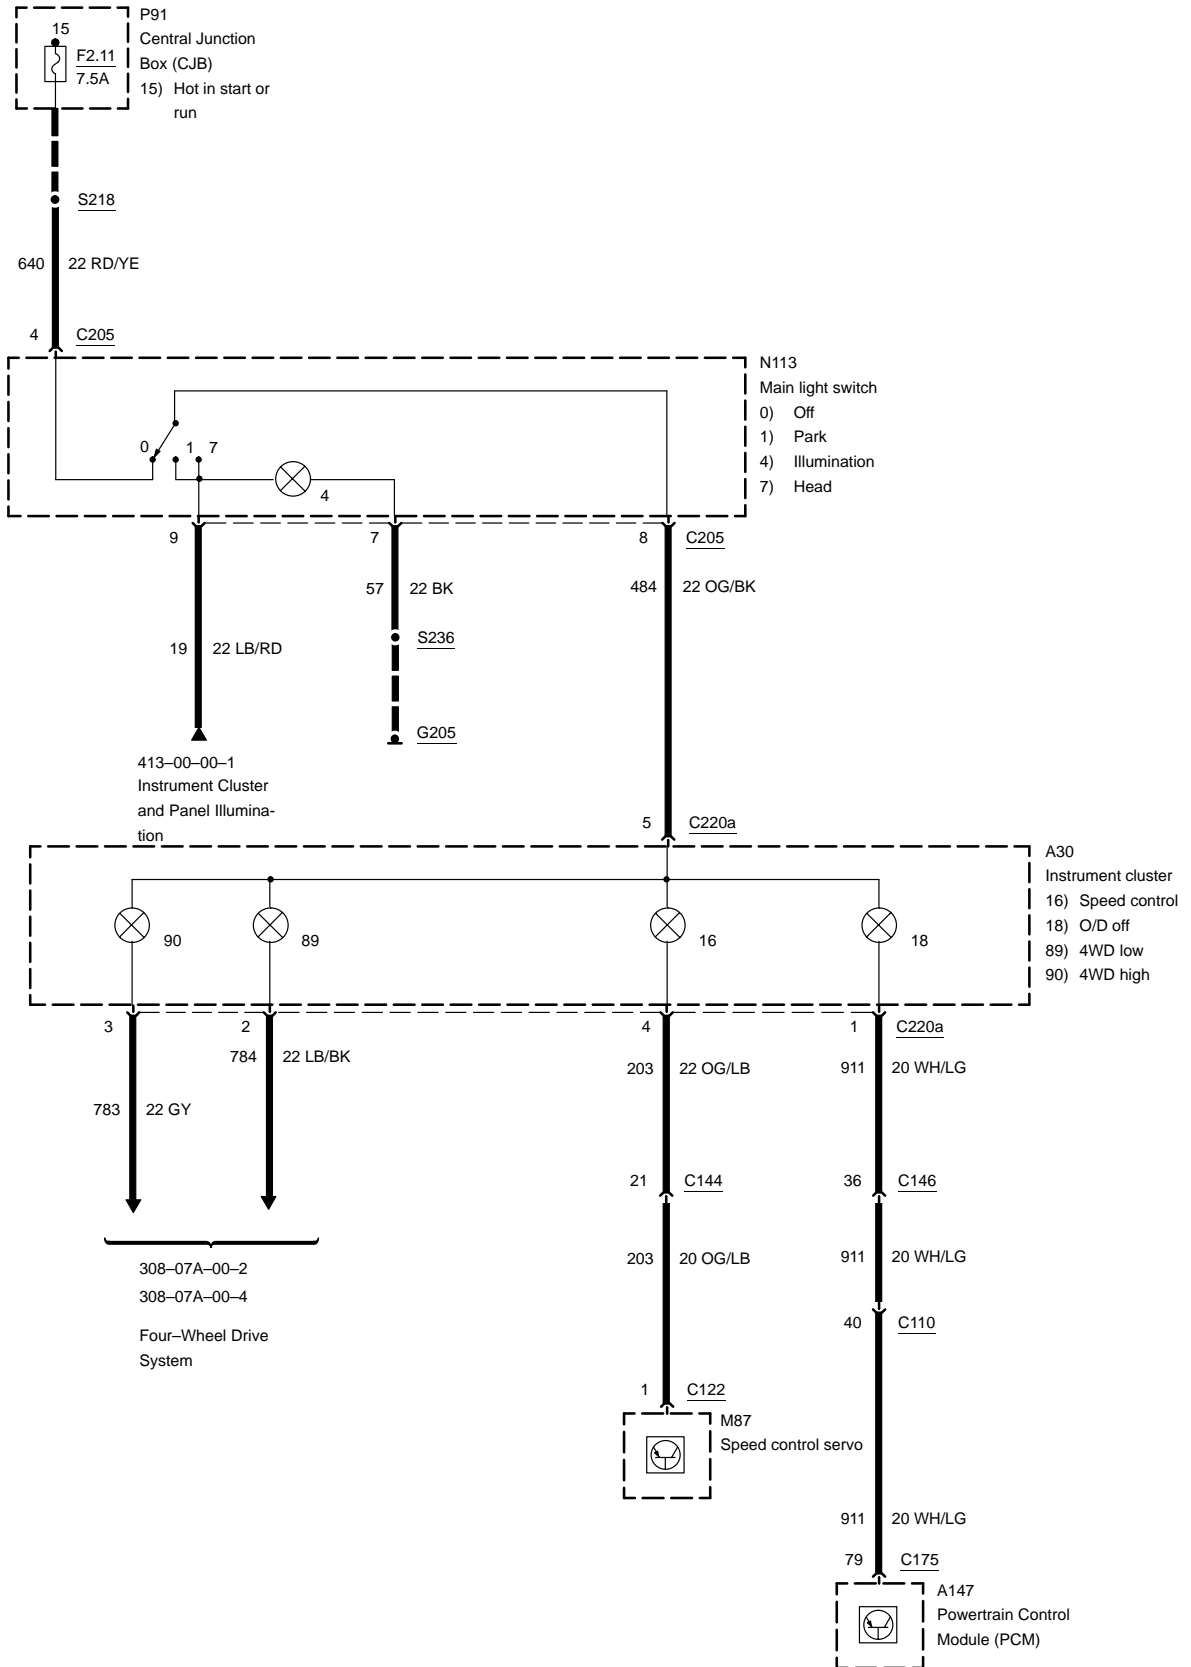 P91
Central Junction
Box (CJB)
15) Hot in start or
run
15
F2.11
7.5A
S218
640 22 RD/YE
4 C205
N113
Main light switch
0) Off
1) Park
4) Illumination
7) Head
0 1 7
4
9 7 8 C205
57 22 BK
484 22 OG/BK
S236
19 22 LB/RD
G205
413–00–00–1
Instrument Cluster
and Panel Illumina-
tion
5 C220a
A30
Instrument cluster
16) Speed control
18) O/D off
89) 4WD low
90) 4WD high
90 89 16 18
3 2 4 1 C220a
784 22 LB/BK
203 22 OG/LB
911 20 WH/LG
783 22 GY
21 C144
36 C146
308–07A–00–2
308–07A–00–4
Four–Wheel Drive
System
203 20 OG/LB
911 20 WH/LG
40 C110
1 C122
M87
Speed control servo
911 20 WH/LG
79 C175
A147
Powertrain Control
Module (PCM)